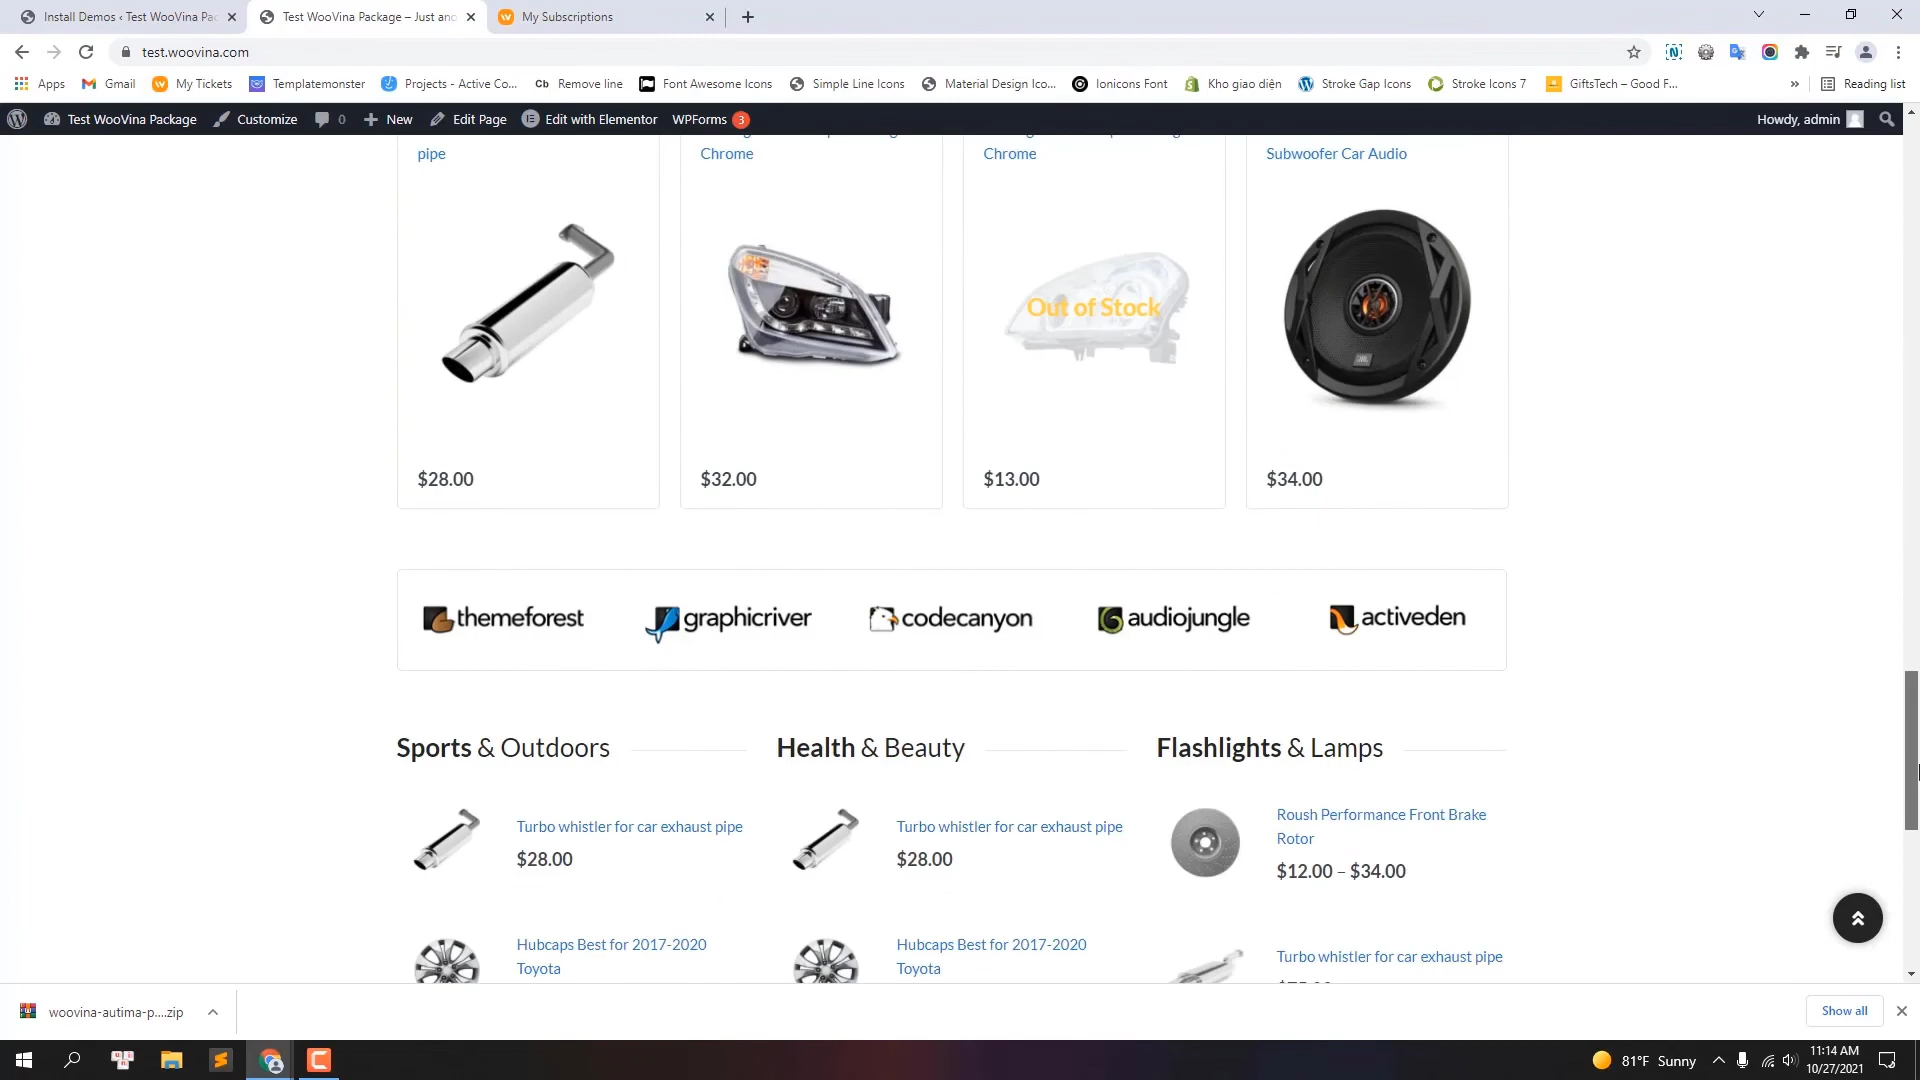 Install Demos ‹ Test WooVina Pac
Test WooVina Package – Just ano
My Subscriptions
test.woovina.com
Apps
Gmail
My Tickets
Templatemonster
Projects - Active Co...
Cb Remove line
Font Awesome Icons
Simple Line Icons
Material Design Ico...
Ionicons Font
Kho giao diện
Stroke Gap Icons
Stroke Icons 7
GiftsTech – Good F...
»
Reading list
Test WooVina Package
Customize
0
New
Edit Page
Edit with Elementor
WPForms 3
Howdy, admin
pipe
Chrome
Chrome
Subwoofer Car Audio
Out of Stock
JBL
$28.00
$32.00
$13.00
$34.00
themeforest
graphicriver
codecanyon
audiojungle
activeden
Sports & Outdoors
Health & Beauty
Flashlights & Lamps
Turbo whistler for car exhaust pipe
$28.00
Turbo whistler for car exhaust pipe
$28.00
Roush Performance Front Brake
Rotor
$12.00 – $34.00
Hubcaps Best for 2017-2020
Toyota
Hubcaps Best for 2017-2020
Toyota
Turbo whistler for car exhaust pipe
woovina-autima-p....zip
Show all
81°F Sunny
11:14 AM
10/27/2021